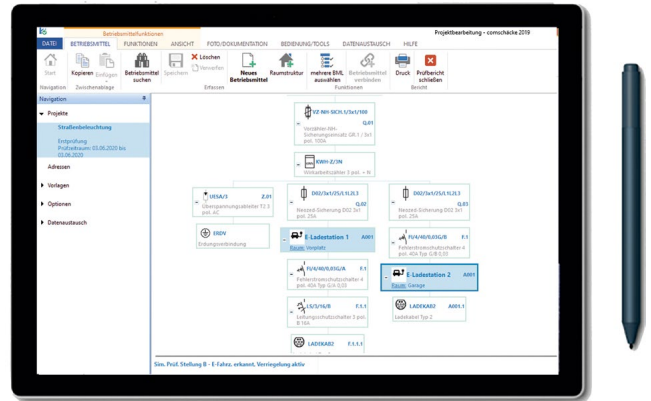 Betriebsmittelfunktionen
Projektbearbeitung - comschäcke 2019
DATEI BETRIEBSMITTEL FUNKTIONEN ANSICHT FOTO/DOKUMENTATION BEDIENUNG/TOOLS DATENAUSTAUSCH HILFE
Start Kopieren Einfügen Betriebsmittel suchen Speichern Löschen Verwerfen Neues Betriebsmittel Raumstruktur mehrere BML auswählen Betriebsmittel verbinden Druck Prüfbericht schließen
Navigation Zwischenablage Erfassen Funktionen Bericht
Navigation
Projekte
Straßenbeleuchtung
Erstprüfung
Prüfzeitraum: 03.06.2020 bis
03.06.2020
Adressen
Vorlagen
Optionen
Datenaustausch
VZ-NH-SICH.1/3x1/100
Q.01
Vorzähler-NH-
Sicherungseinsatz GR.1 / 3x1
pol. 100A
KWH-Z/3N
Wirkarbeitszähler 3 pol. + N
UESA/3 Z.01
Überspannungsableiter T2 3
pol. AC
ERDV
Erdungsverbindung
D02/3x1/25/L1L2L3
Q.02
Neozed-Sicherung D02 3x1
pol. 25A
E-Ladestation 1 A001
Raum: Vorplatz
FI/4/40/0,03G/A F.1
Fehlerstromschutzschalter 4
pol. 40A Typ G/A 0,03
LS/3/16/B F.1.1
Leitungsschutzschalter 3 pol.
B 16A
LADEKAB2 F.1.1.1
D02/3x1/25/L1L2L3
Q.03
Neozed-Sicherung D02 3x1
pol. 25A
FI/4/40/0,03G/B F.1
Fehlerstromschutzschalter 4
pol. 40A Typ G/B 0,03
E-Ladestation 2 A001
Raum: Garage
LADEKAB2 A001.1
Ladekabel Typ 2
Sim. Prüf. Stellung B - E-Fahrz. erkannt, Verriegelung aktiv